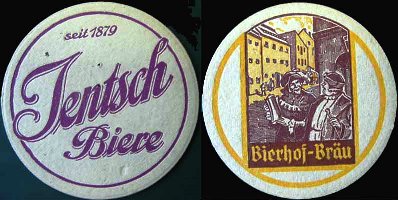 seit 1879
Jentsch
Biere
Bierhof-Bräu